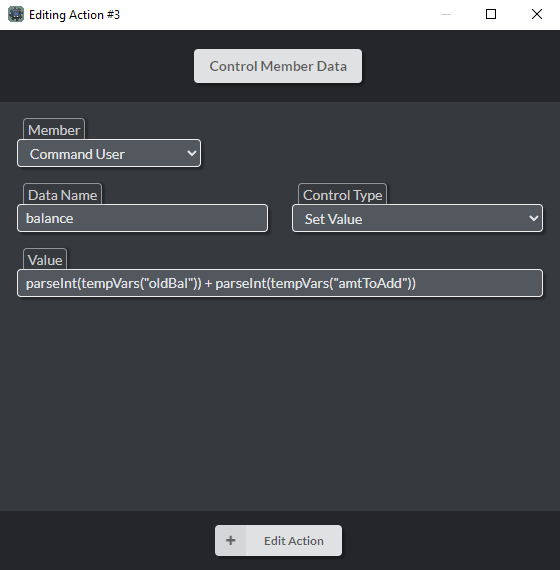 Editing Action #3
Control Member Data
Member
Command User
Data Name
Control Type
balance
Set Value
Value
parseInt(tempVars("oldBal")) + parseInt(tempVars("amtToAdd"))
+ Edit Action